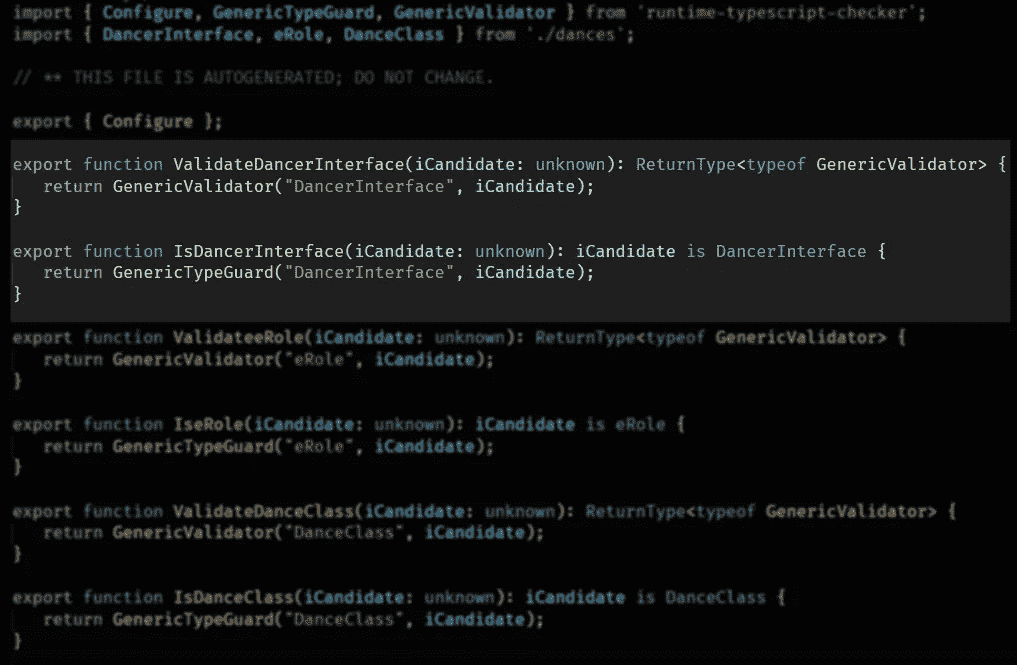 import { Configure, GenericTypeGuard, GenericValidator } from 'runtime-typescript-checker';
import { DancerInterface, eRole, DanceClass } from './dances';
// ** THIS FILE IS AUTOGENERATED; DO NOT CHANGE.
export { Configure };
export function ValidateDancerInterface(iCandidate: unknown): ReturnType<typeof GenericValidator> {
return GenericValidator("DancerInterface", iCandidate);
}
export function IsDancerInterface(iCandidate: unknown): iCandidate is DancerInterface {
return GenericTypeGuard("DancerInterface", iCandidate);
}
export function ValidateeRole(iCandidate: unknown): ReturnType<typeof GenericValidator> {
return GenericValidator("eRole", iCandidate);
}
export function IseRole(iCandidate: unknown): iCandidate is eRole {
return GenericTypeGuard("eRole", iCandidate);
}
export function ValidateDanceClass(iCandidate: unknown): ReturnType<typeof GenericValidator> {
return GenericValidator("DanceClass", iCandidate);
}
export function IsDanceClass(iCandidate: unknown): iCandidate is DanceClass {
return GenericTypeGuard("DanceClass", iCandidate);
}